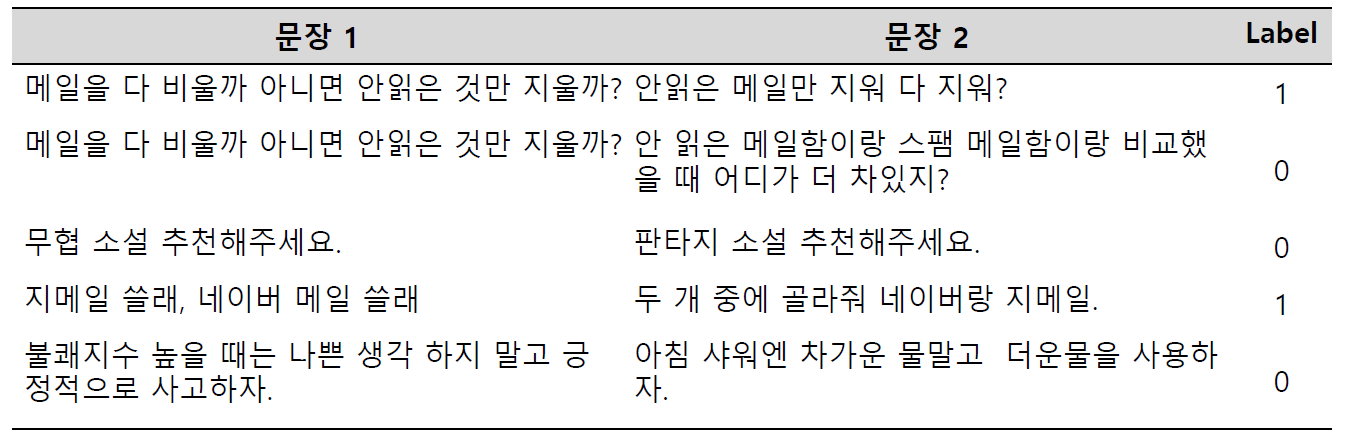 문장 1 문장 2 Label
메일을 다 비울까 아니면 안읽은 것만 지울까? 안읽은 메일만 지워 다 지워? 1
메일을 다 비울까 아니면 안읽은 것만 지울까? 안 읽은 메일함이랑 스팸 메일함이랑 비교했
을 때 어디가 더 차있지? 0
무협 소설 추천해주세요. 판타지 소설 추천해주세요. 0
지메일 쓸래, 네이버 메일 쓸래 두 개 중에 골라줘 네이버랑 지메일. 1
불쾌지수 높을 때는 나쁜 생각 하지 말고 긍
정적으로 사고하자. 아침 샤워엔 차가운 물말고  더운물을 사용하
자. 0